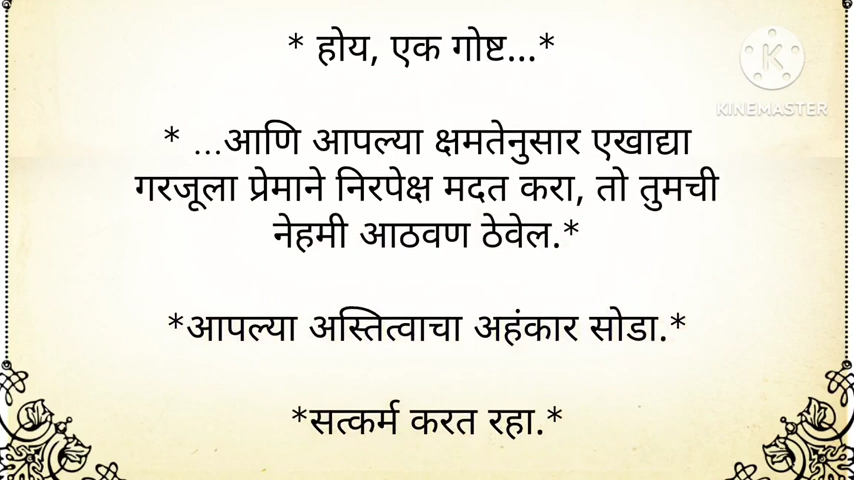 * होय, एक गोष्ट...*
K
KINEMASTER
* ...आणि आपल्या क्षमतेनुसार एखाद्या
गरजूला प्रेमाने निरपेक्ष मदत करा, तो तुमची
नेहमी आठवण ठेवेल.*
*आपल्या अस्तित्वाचा अहंकार सोडा.*
*सत्कर्म करत रहा.*